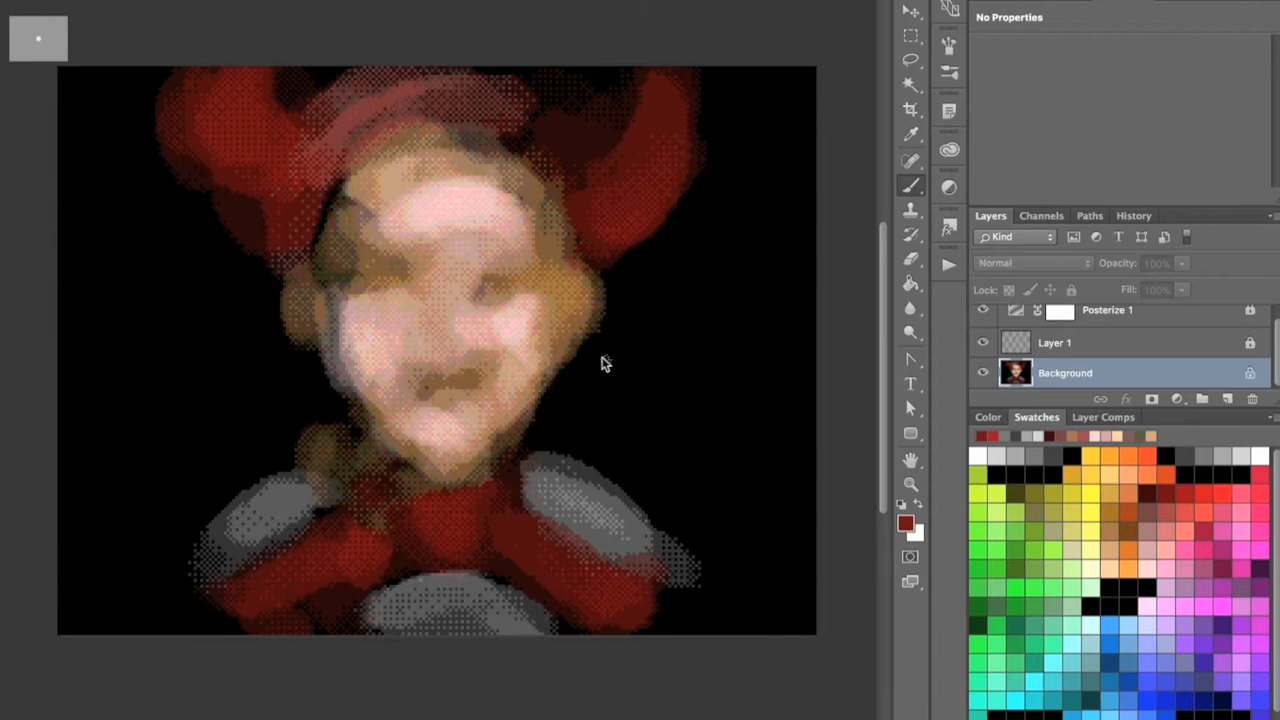 No Properties
Layers Channels Paths History
Kind
Normal Opacity: 100%
Lock: Fill: 100%
Posterize 1
Layer 1
Background
fx
Color Swatches Layer Comps
T